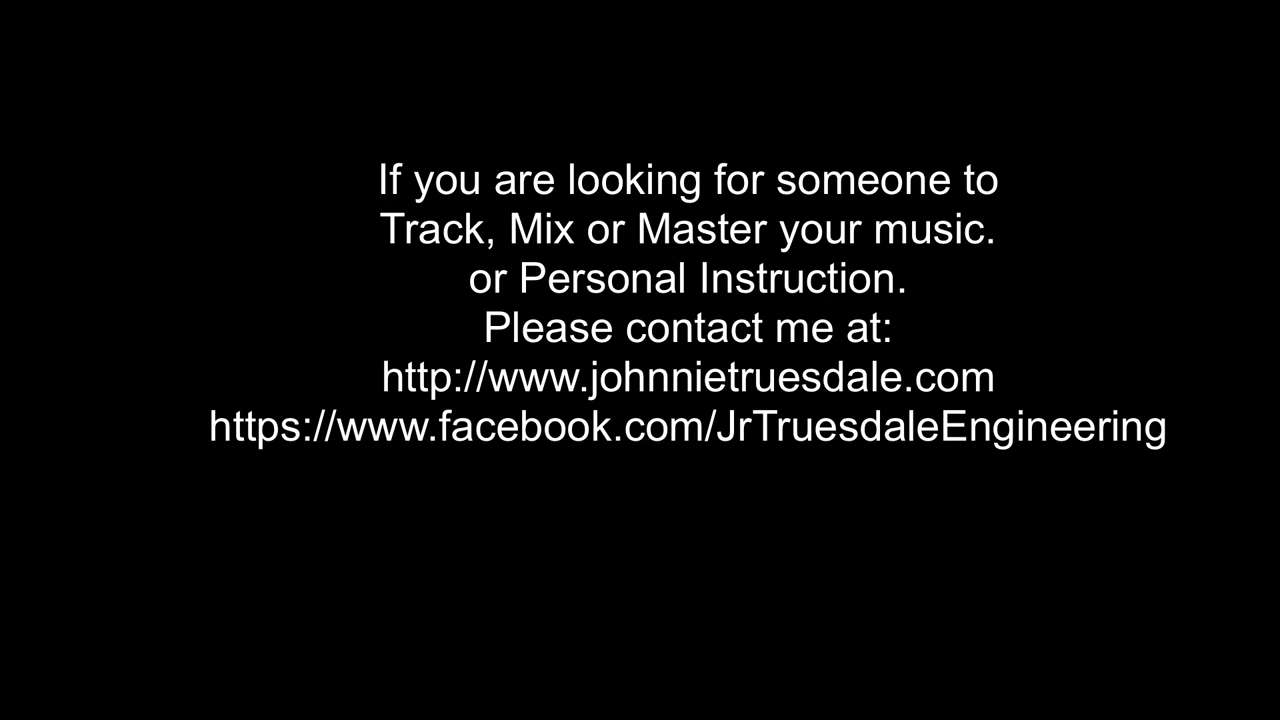 If you are looking for someone to
Track, Mix or Master your music.
or Personal Instruction.
Please contact me at:
http://www.johnnietruesdale.com
https://www.facebook.com/JrTruesdaleEngineering